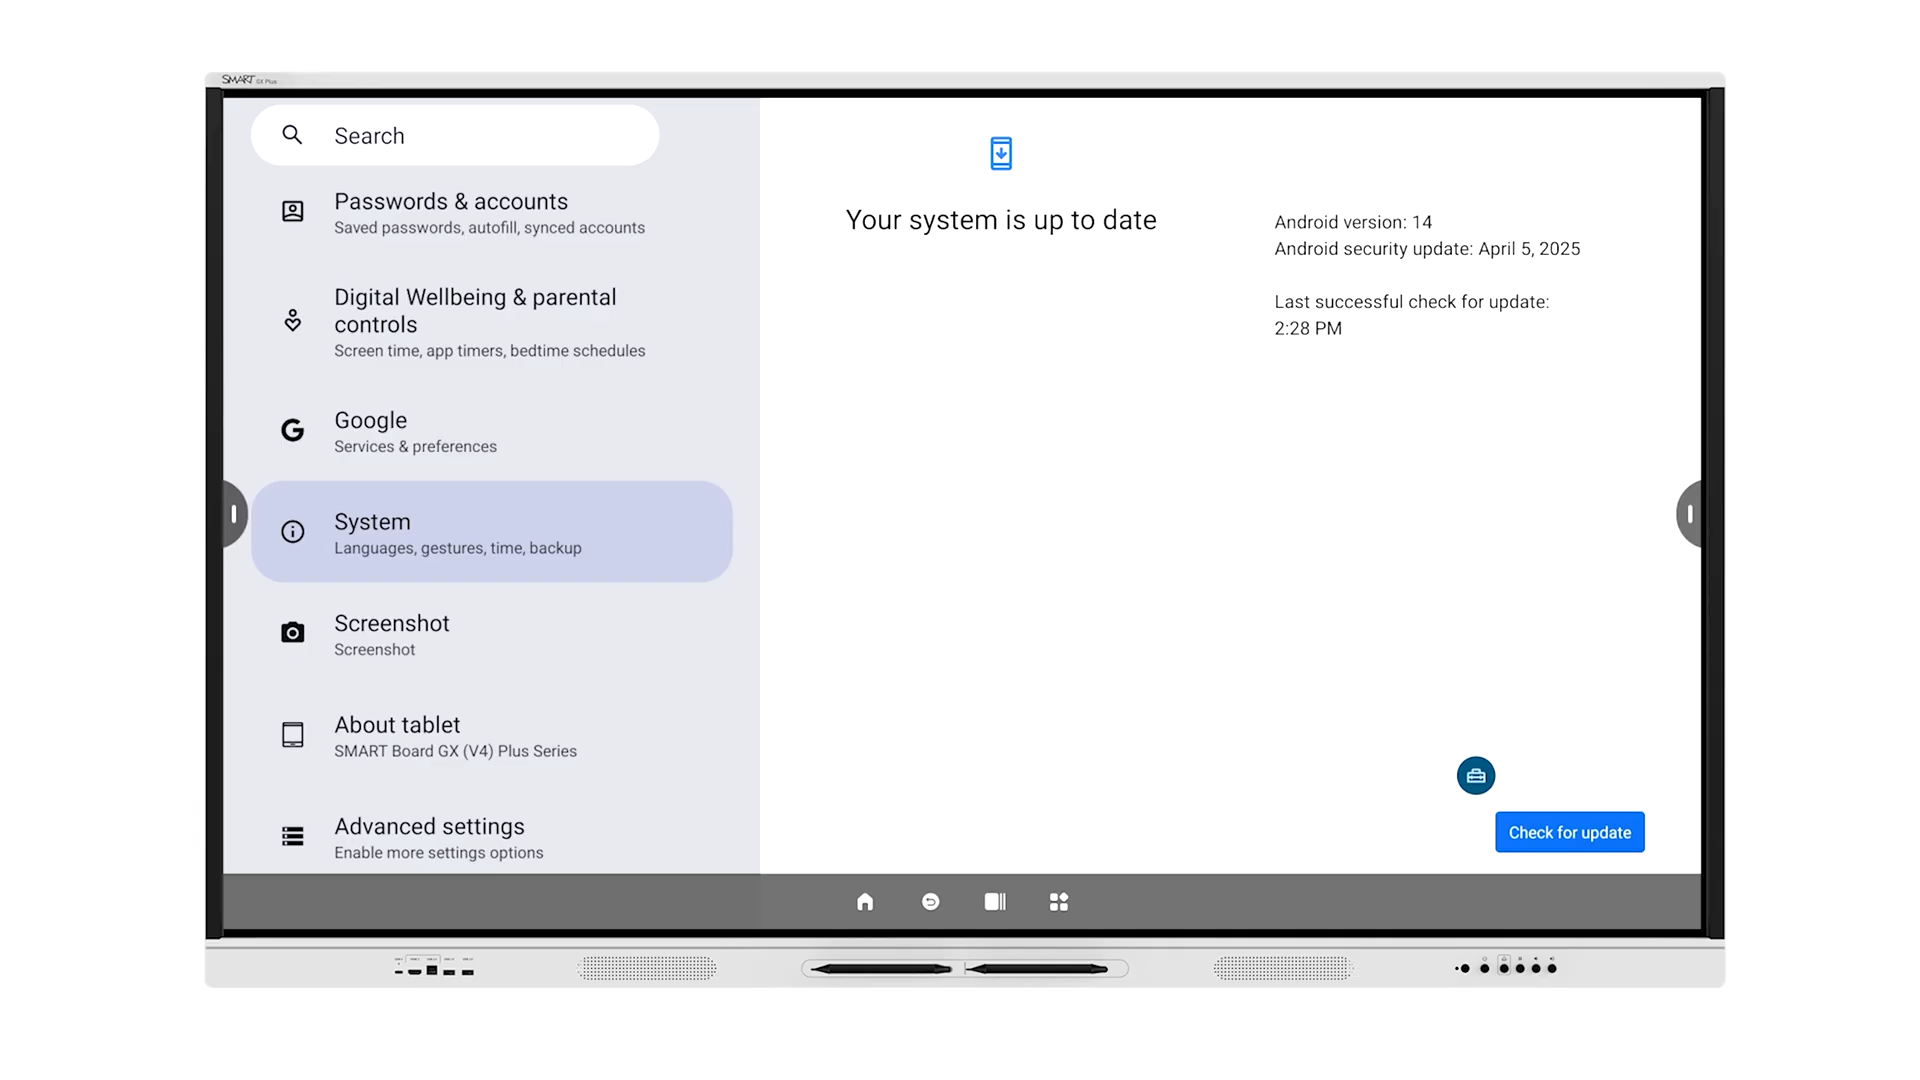 SMART GX Plus
Search
Passwords & accounts
Saved passwords, autofill, synced accounts
Digital Wellbeing & parental
controls
Screen time, app timers, bedtime schedules
Google
Services & preferences
System
Languages, gestures, time, backup
Screenshot
Screenshot
About tablet
SMART Board GX (V4) Plus Series
Advanced settings
Enable more settings options
Your system is up to date
Android version: 14
Android security update: April 5, 2025
Last successful check for update:
2:28 PM
Check for update